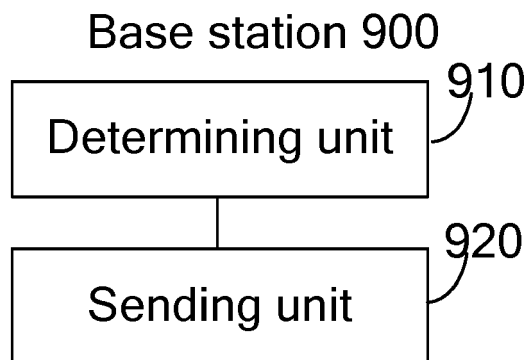 Base station 900
910
Determining unit
920
Sending unit